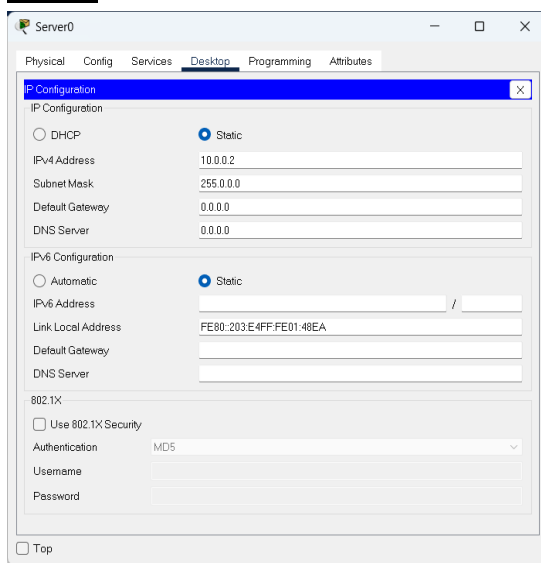 Server0
Physical Config Services Desktop Programming Attributes
IP Configuration X
IP Configuration
DHCP Static
IPv4 Address 10.0.0.2
Subnet Mask 255.0.0.0
Default Gateway 0.0.0.0
DNS Server 0.0.0.0
IPv6 Configuration
Automatic Static
IPv6 Address /
Link Local Address FE80::203:E4FF:FE01:48EA
Default Gateway
DNS Server
802.1X
Use 802.1X Security
Authentication MD5
Username
Password
Top